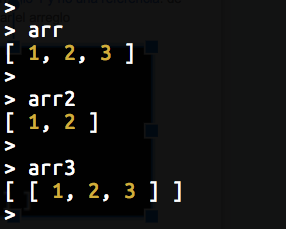 >
> arr
[ 1, 2, 3 ]
>
> arr2
[ 1, 2 ]
>
> arr3
[ [ 1, 2, 3 ] ]
>